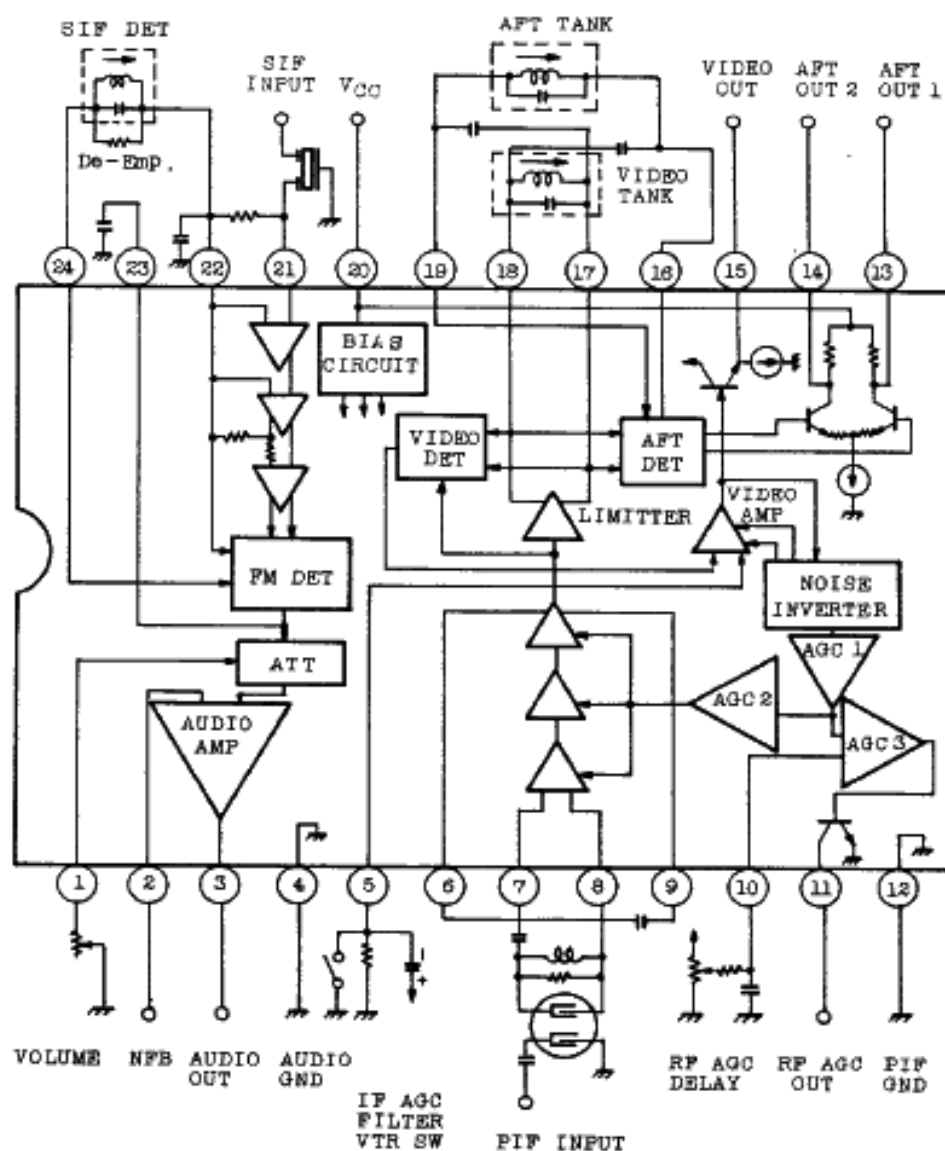 SIF DET
De-Emp.
SIF
INPUT
VCC
AFT TANK
VIDEO
TANK
VIDEO
OUT
AFT
OUT 2
AFT
OUT 1
24
23
22
21
20
19
18
17
16
15
14
13
BIAS
CIRCUIT
VIDEO
DET
AFT
DET
LIMITTER
VIDEO
AMP
FM DET
NOISE
INVERTER
ATT
AGC 1
AGC 2
AGC 3
AUDIO
AMP
1
2
3
4
5
6
7
8
9
10
11
12
I
+
VOLUME
NFB
AUDIO
OUT
AUDIO
GND
IF AGC
FILTER
VTR SW
PIF INPUT
RF AGC
DELAY
RF AGC
OUT
PIF
GND